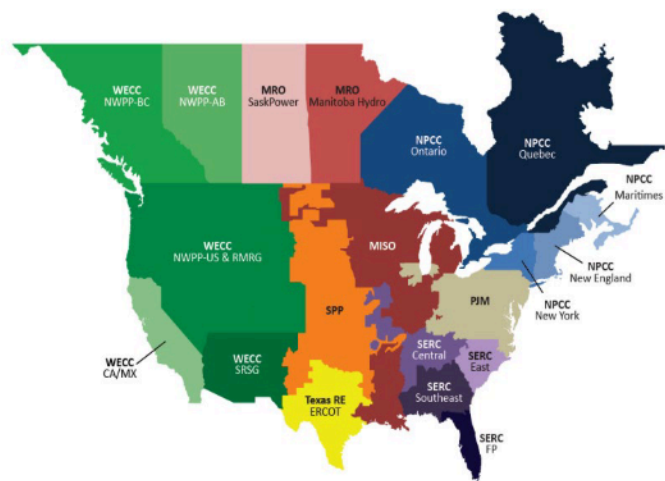 WECC
NWPP-BC
WECC
NWPP-AB
MRO
SaskPower
MRO
Manitoba Hydro
NPCC
Ontario
NPCC
Quebec
NPCC
Maritimes
WECC
NWPP-US & RMRG
MISO
NPCC
New England
SPP
PJM
NPCC
New York
WECC
CA/MX
WECC
SRSG
SERC
Central
SERC
East
Texas RE
ERCOT
SERC
Southeast
SERC
FP